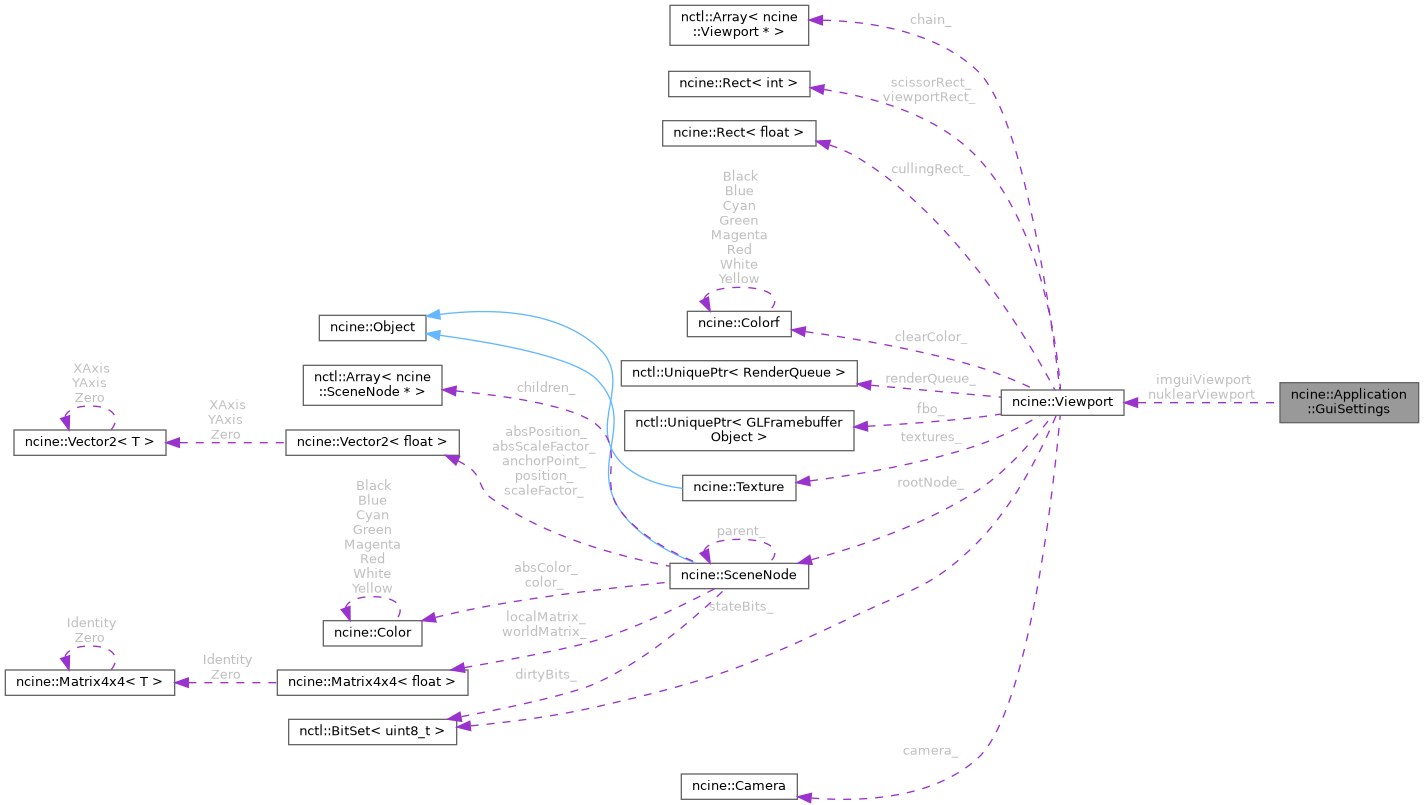 nctl::Array< ncine
::Viewport * >
chain_
ncine::Rect< int >
scissorRect_
viewportRect_
ncine::Rect< float >
cullingRect_
Black
Blue
Cyan
Green
Magenta
Red
White
Yellow
ncine::Colorf
clearColor_
ncine::Object
nctl::UniquePtr< RenderQueue >
renderQueue_
nctl::Array< ncine
::SceneNode * >
children_
ncine::Viewport
imguiViewport
nuklearViewport
ncine::Application
::GuiSettings
XAxis
YAxis
Zero
ncine::Vector2< T >
XAxis
YAxis
Zero
ncine::Vector2< float >
absPosition_
absScaleFactor_
anchorPoint_
position_
scaleFactor_
nctl::UniquePtr< GLFramebuffer
Object >
fbo_
textures_
ncine::Texture
rootNode_
Black
Blue
Cyan
Green
Magenta
Red
White
Yellow
ncine::Color
absColor_
color_
parent_
ncine::SceneNode
stateBits_
localMatrix_
worldMatrix_
Identity
Zero
ncine::Matrix4x4< T >
Identity
Zero
ncine::Matrix4x4< float >
dirtyBits_
nctl::BitSet< uint8_t >
camera_
ncine::Camera